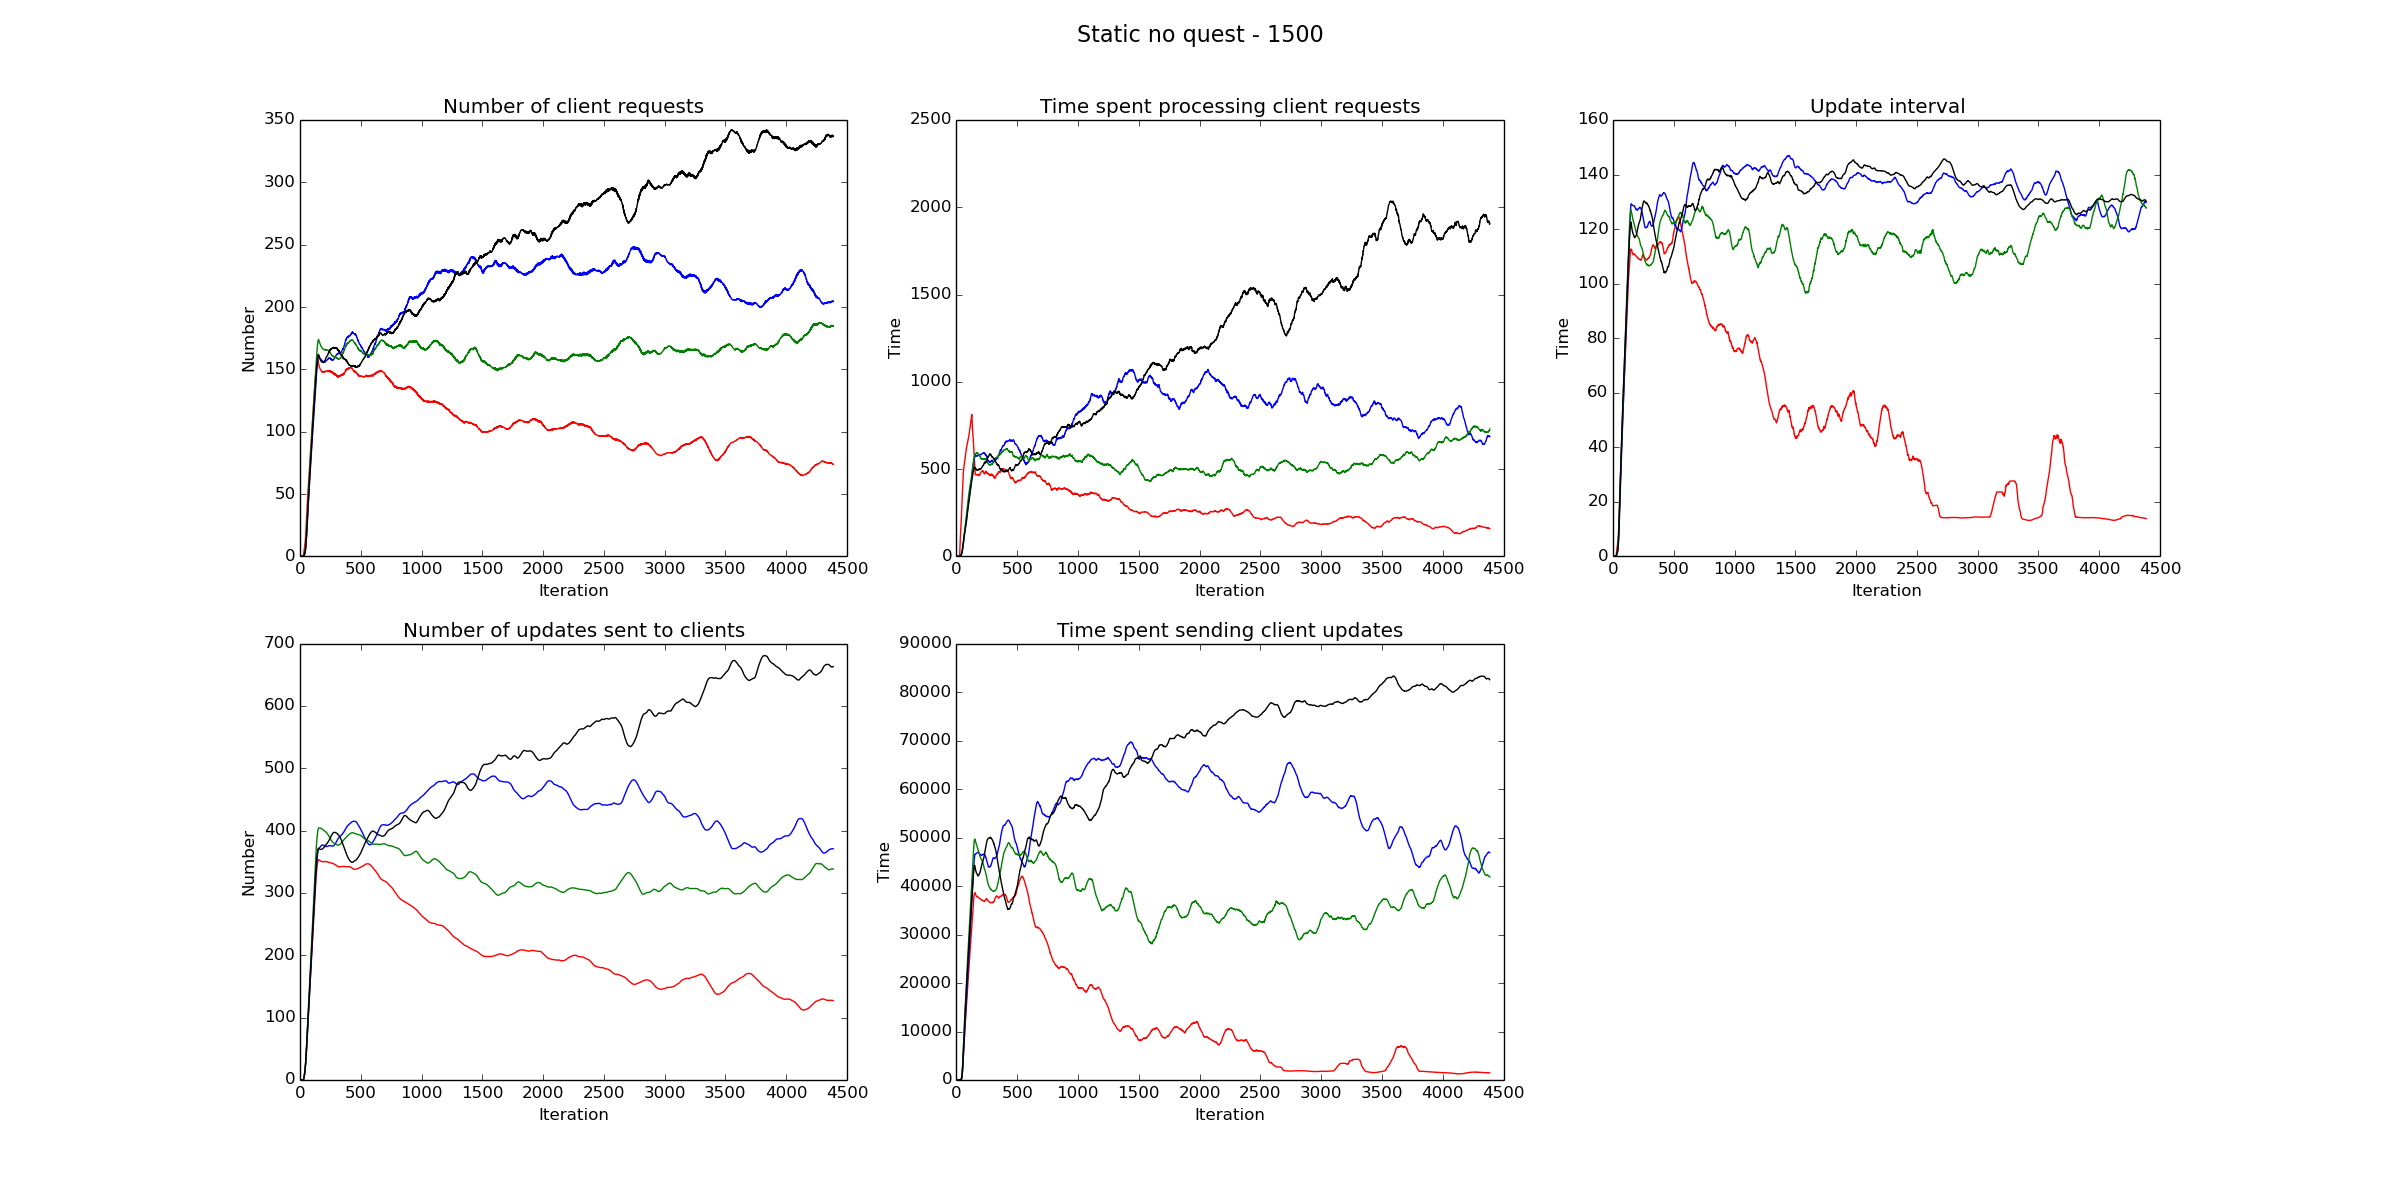 Static no quest - 1500
Number of client requests
350
300
250
200
150
100
50
0
Number
0 500 1000 1500 2000 2500 3000 3500 4000 4500
Iteration
Time spent processing client requests
2500
2000
1500
1000
500
0
Time
0 500 1000 1500 2000 2500 3000 3500 4000 4500
Iteration
Update interval
160
140
120
100
80
60
40
20
0
Time
0 500 1000 1500 2000 2500 3000 3500 4000 4500
Iteration
Number of updates sent to clients
700
600
500
400
300
200
100
0
Number
0 500 1000 1500 2000 2500 3000 3500 4000 4500
Iteration
Time spent sending client updates
90000
80000
70000
60000
50000
40000
30000
20000
10000
0
Time
0 500 1000 1500 2000 2500 3000 3500 4000 4500
Iteration